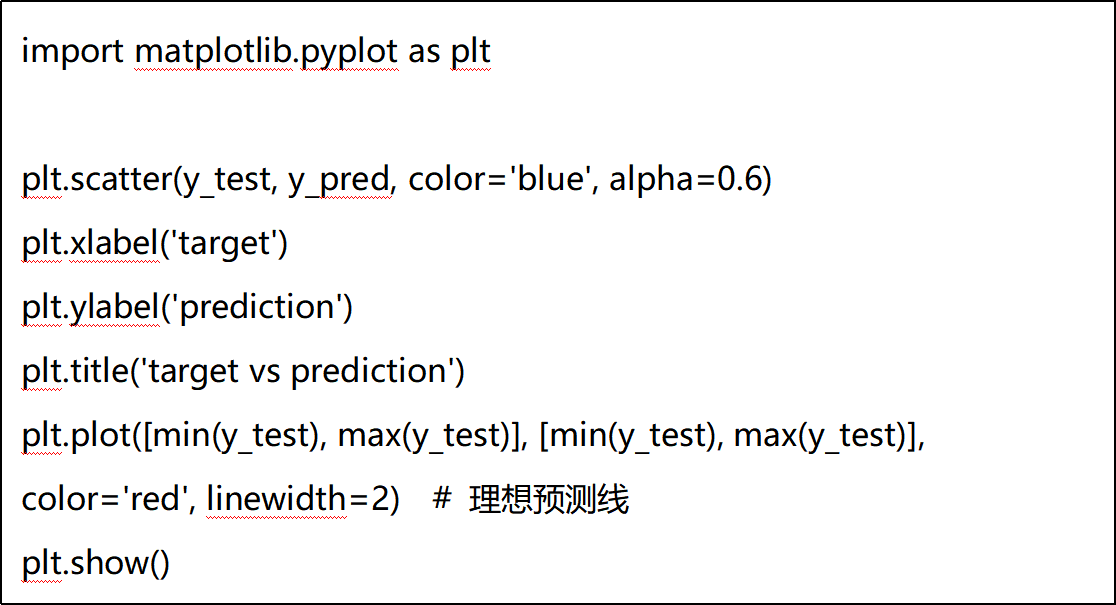 import matplotlib.pyplot as plt
plt.scatter(y_test, y_pred, color='blue', alpha=0.6)
plt.xlabel('target')
plt.ylabel('prediction')
plt.title('target vs prediction')
plt.plot([min(y_test), max(y_test)], [min(y_test), max(y_test)],
color='red', linewidth=2)   # 理想预测线
plt.show()